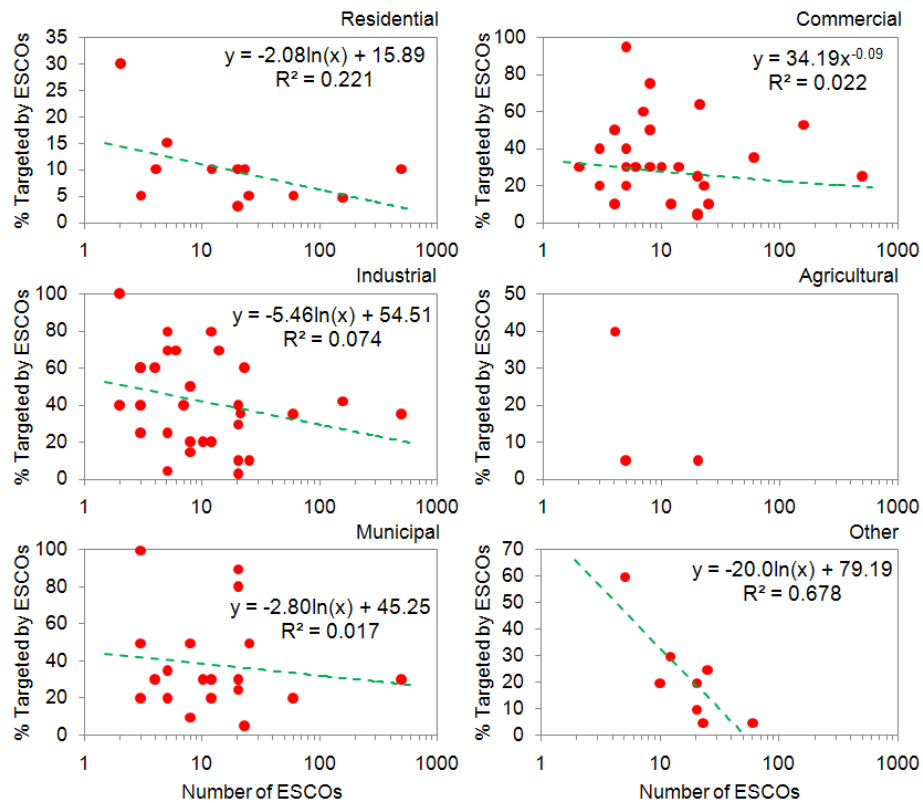 Residential
% Targeted by ESCOs
35
30
25
20
15
10
5
0
y = -2.08ln(x) + 15.89
R² = 0.221
1 10 100 1000
Commercial
% Targeted by ESCOs
100
80
60
40
20
0
y = 34.19x⁻⁰·⁰⁹
R² = 0.022
1 10 100 1000
Industrial
% Targeted by ESCOs
100
80
60
40
20
0
y = -5.46ln(x) + 54.51
R² = 0.074
1 10 100 1000
Agricultural
% Targeted by ESCOs
50
40
30
20
10
0
1 10 100 1000
Municipal
% Targeted by ESCOs
100
80
60
40
20
0
y = -2.80ln(x) + 45.25
R² = 0.017
1 10 100 1000
Number of ESCOs
Other
% Targeted by ESCOs
70
60
50
40
30
20
10
0
y = -20.0ln(x) + 79.19
R² = 0.678
1 10 100 1000
Number of ESCOs